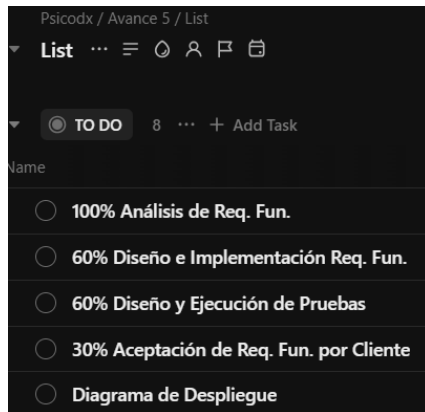 Psicodx / Avance 5 / List
List
TO DO 8 ... + Add Task
Name
100% Análisis de Req. Fun.
60% Diseño e Implementación Req. Fun.
60% Diseño y Ejecución de Pruebas
30% Aceptación de Req. Fun. por Cliente
Diagrama de Despliegue